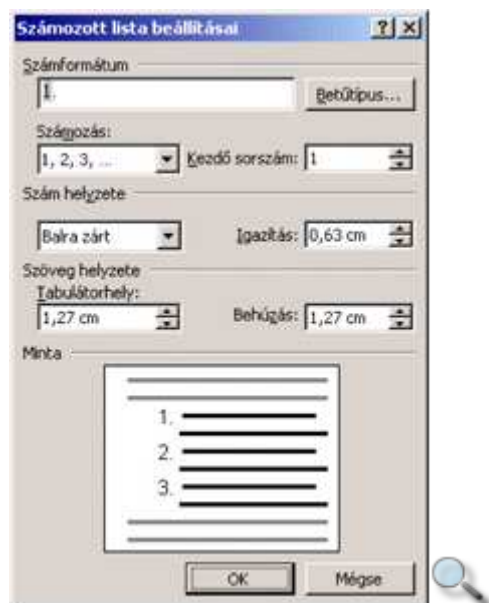 Számozott lista beállításai
Számformátum
1.
Betűtípus...
Számozás:
1, 2, 3, ...
Kezdő sorszám: 1
Szám helyzete
Balra zárt
Igazítás: 0,63 cm
Szöveg helyzete
Tabulátorhely:
1,27 cm
Behúzás: 1,27 cm
Minta
1.
2.
3.
OK
Mégse